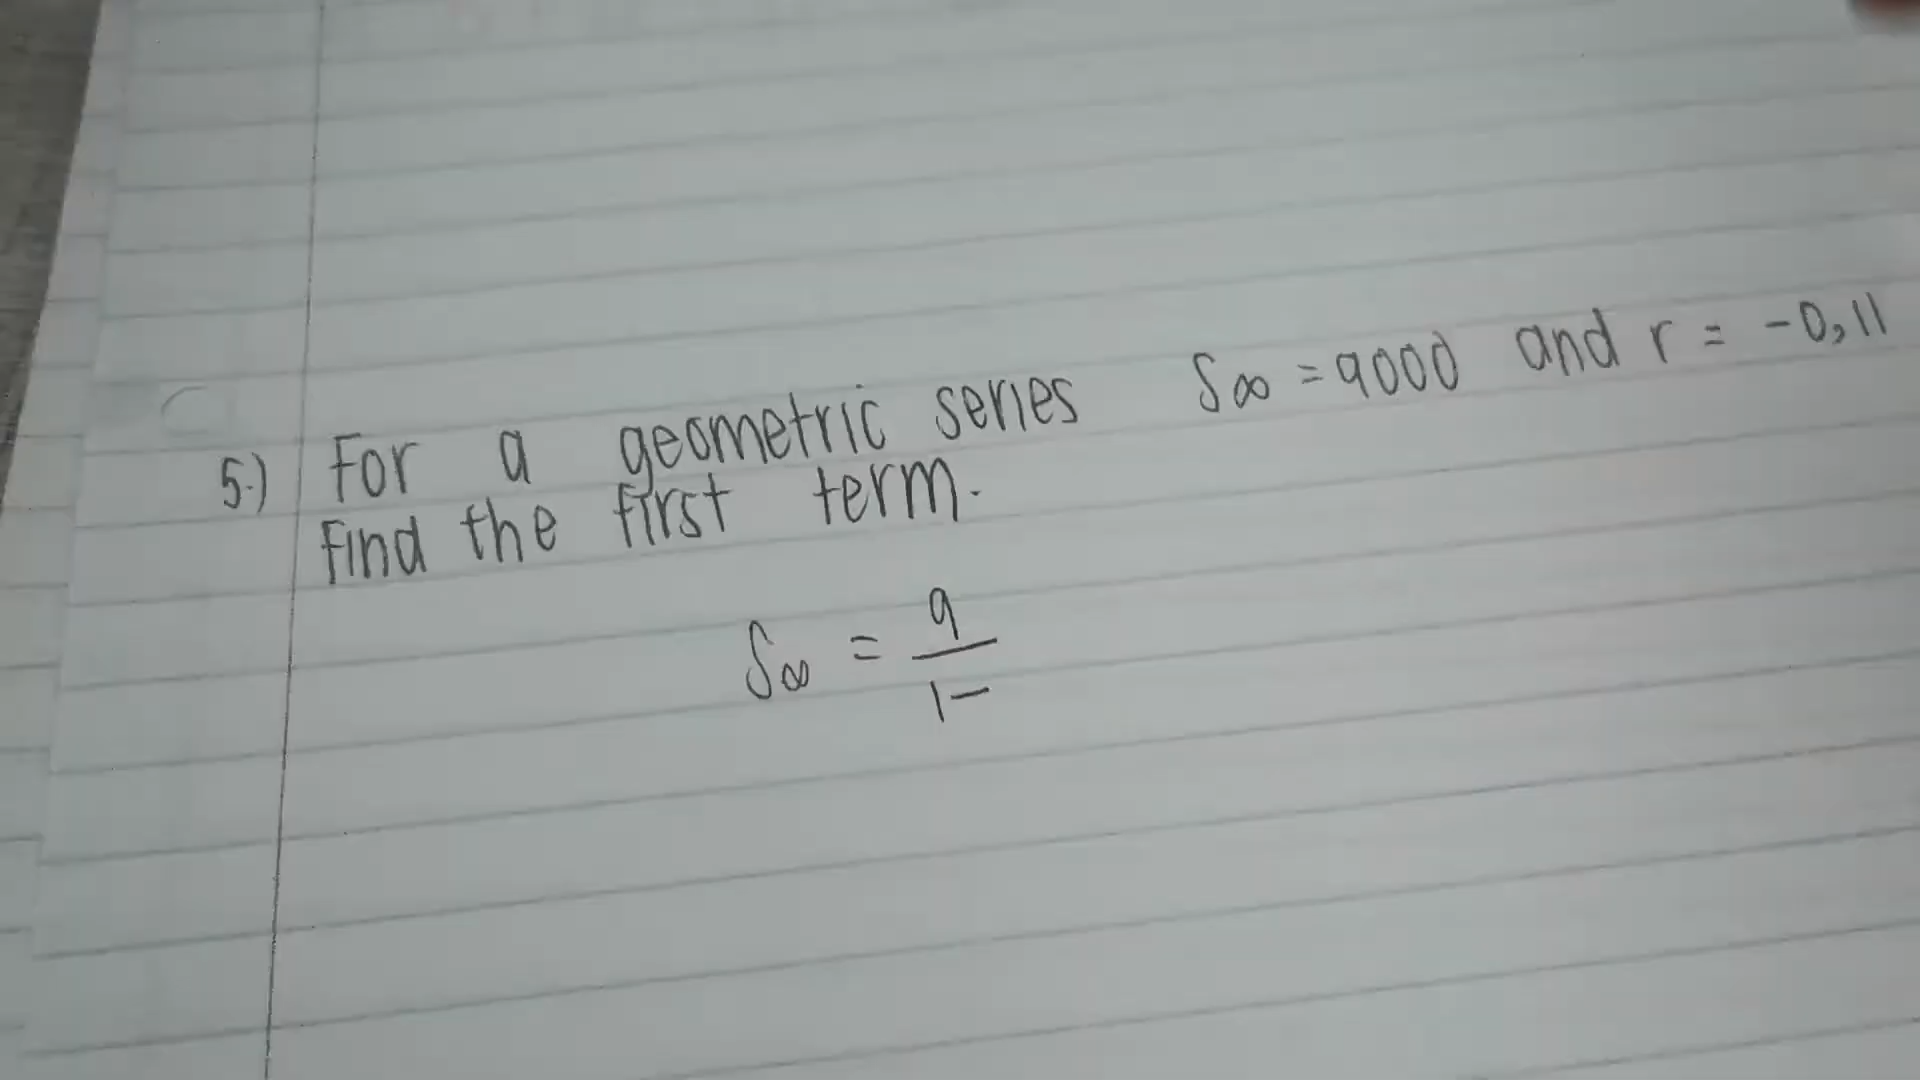 5.) For a geometric series S∞ = 9000 and r = -0,11
Find the first term.
S∞ = a
1-